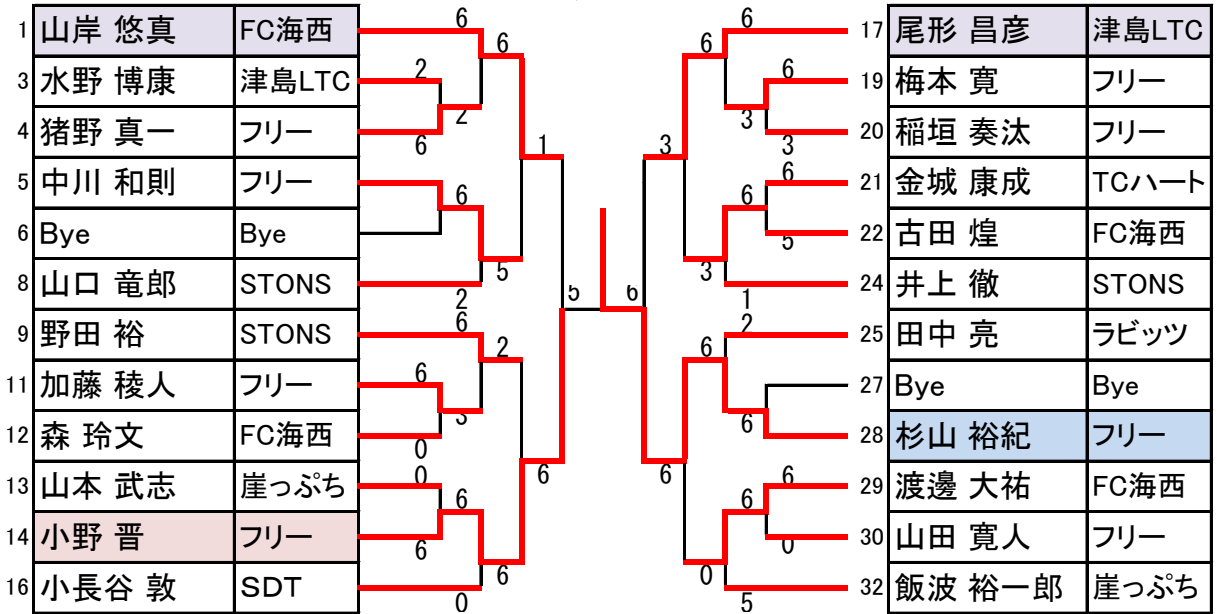 1 山岸 悠真 FC海西
3 水野 博康 津島LTC
4 猪野 真一 フリー
5 中川 和則 フリー
6 Bye Bye
8 山口 竜郎 STONS
9 野田 裕 STONS
11 加藤 稜人 フリー
12 森 玲文 FC海西
13 山本 武志 崖っぷち
14 小野 晋 フリー
16 小長谷 敦 SDT
6
6
2
2
6
1
6
5
2
5
6
2
6
3
0
0
6
6
6
6
0
6
6
6
3
3
3
6
6
5
3
1
6
2
6
6
6
6
6
0
0
5
17 尾形 昌彦 津島LTC
19 梅本 寛 フリー
20 稲垣 奏汰 フリー
21 金城 康成 TCハート
22 古田 煌 FC海西
24 井上 徹 STONS
25 田中 亮 ラビッツ
27 Bye Bye
28 杉山 裕紀 フリー
29 渡邊 大祐 FC海西
30 山田 寛人 フリー
32 飯波 裕一郎 崖っぷち